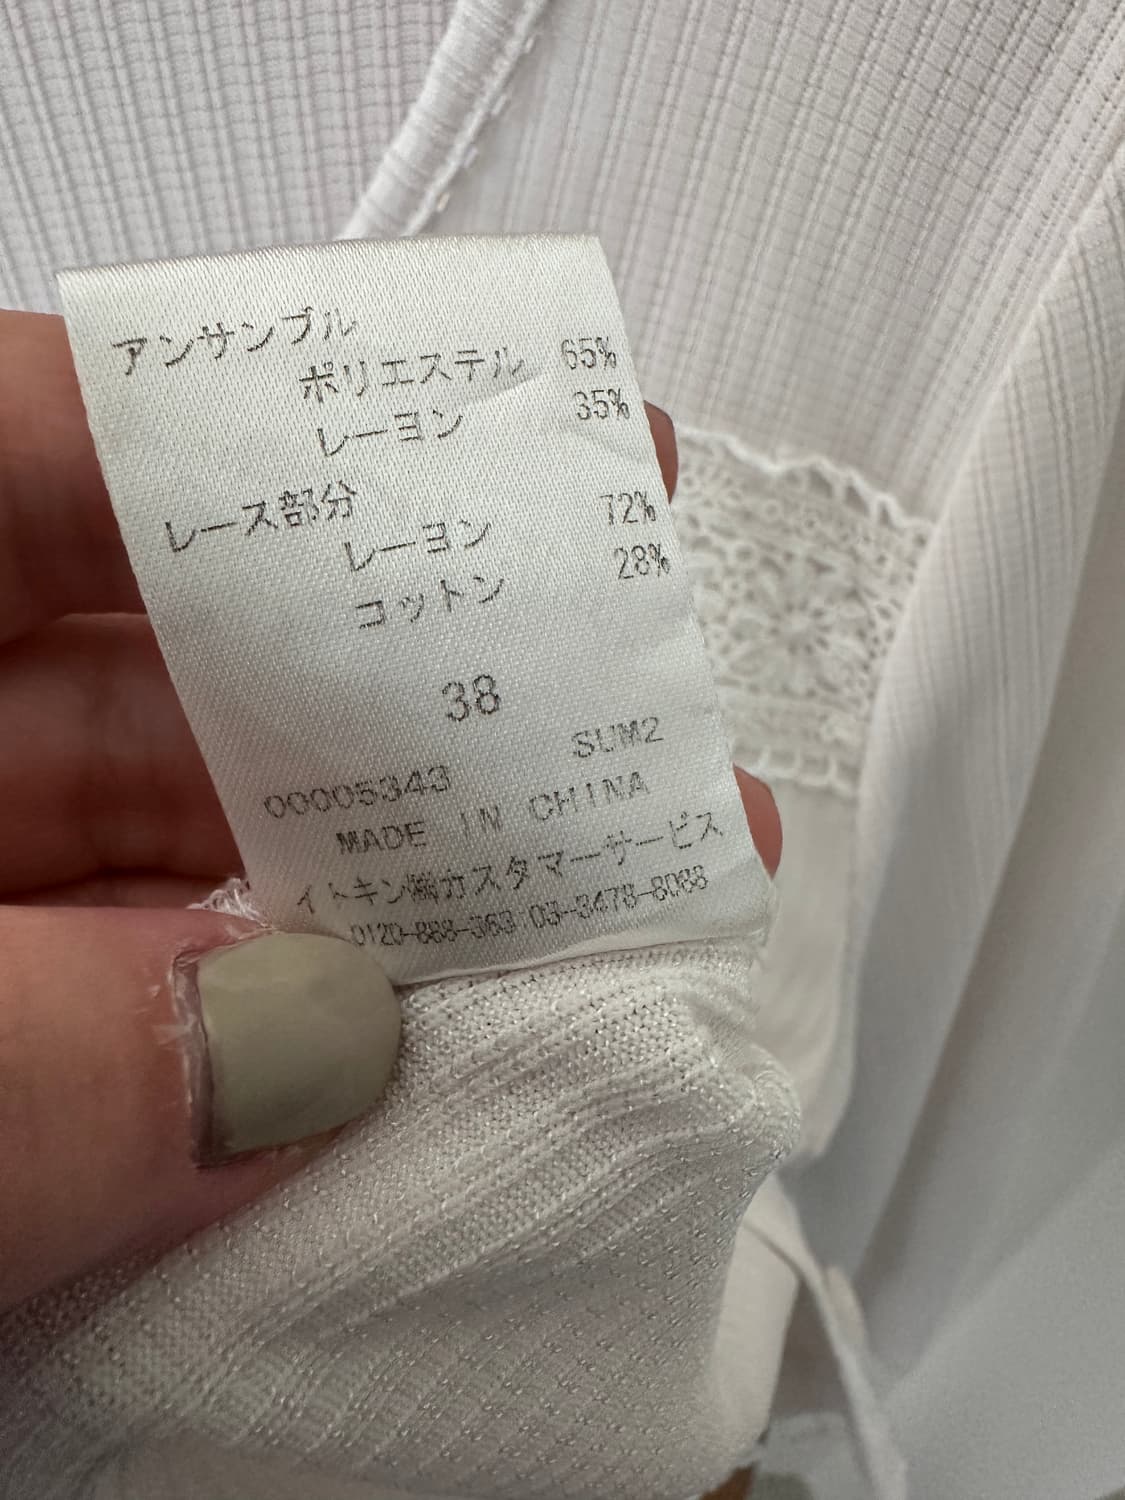 アンサンブル
ポリエステル 65%
レーヨン 35%
レース部分
レーヨン 72%
コットン 28%
38
SUM2
00005343
MADE IN CHINA
イトキン㈱カスタマーサービス
0120-888-363 03-3478-8088